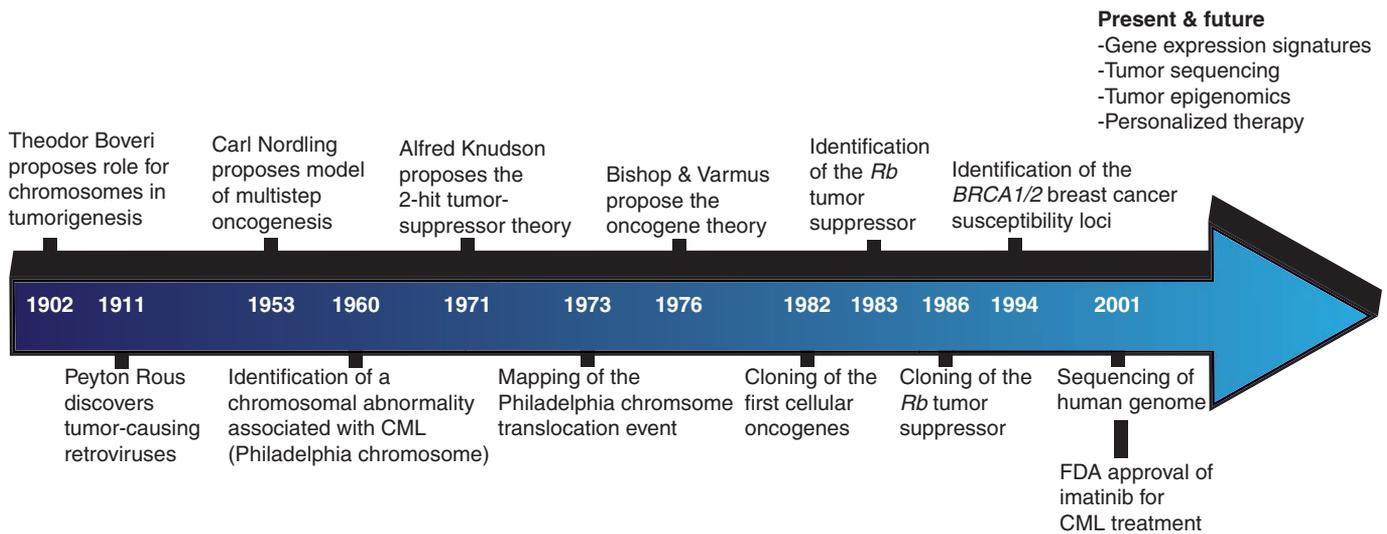 Present & future
-Gene expression signatures
-Tumor sequencing
-Tumor epigenomics
-Personalized therapy
Theodor Boveri
proposes role for
chromosomes in
tumorigenesis
Carl Nordling
proposes model
of multistep
oncogenesis
Alfred Knudson
proposes the
2-hit tumor-
suppressor theory
Bishop & Varmus
propose the
oncogene theory
Identification
of the Rb
tumor
suppressor
Identification of the
BRCA1/2 breast cancer
susceptibility loci
1902 1911 1953 1960 1971 1973 1976 1982 1983 1986 1994 2001
Peyton Rous
discovers
tumor-causing
retroviruses
Identification of a
chromosomal abnormality
associated with CML
(Philadelphia chromosome)
Mapping of the
Philadelphia chromsome
translocation event
Cloning of the
first cellular
oncogenes
Cloning of the
Rb tumor
suppressor
Sequencing of
human genome
FDA approval of
imatinib for
CML treatment